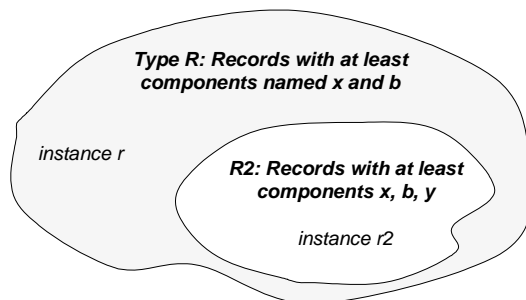 Type R: Records with at least
components named x and b
instance r
R2: Records with at least
components x, b, y
instance r2